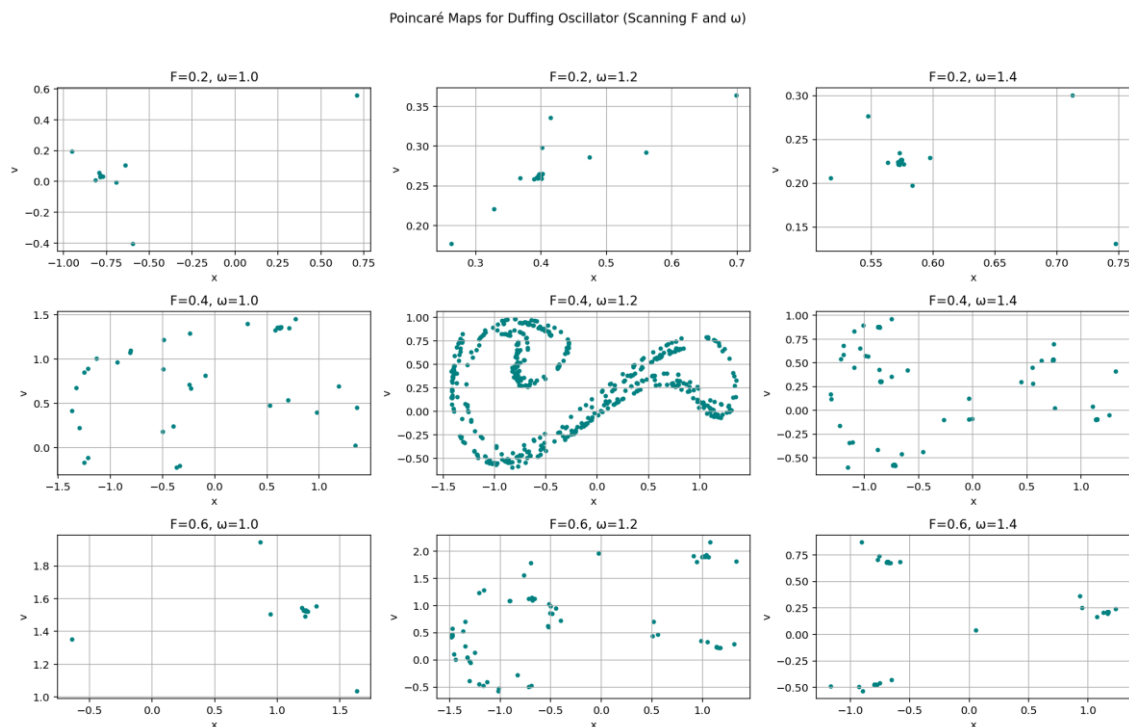 Poincaré Maps for Duffing Oscillator (Scanning F and ω)
F=0.2, ω=1.0
0.6
0.4
0.2
0.0
−0.2
−0.4
v
−1.00 −0.75 −0.50 −0.25 0.00 0.25 0.50 0.75
x
F=0.2, ω=1.2
0.35
0.30
0.25
0.20
v
0.3 0.4 0.5 0.6 0.7
x
F=0.2, ω=1.4
0.30
0.25
0.20
0.15
v
0.55 0.60 0.65 0.70 0.75
x
F=0.4, ω=1.0
1.5
1.0
0.5
0.0
v
−1.5 −1.0 −0.5 0.0 0.5 1.0
x
F=0.4, ω=1.2
1.00
0.75
0.50
0.25
0.00
−0.25
−0.50
v
−1.5 −1.0 −0.5 0.0 0.5 1.0
x
F=0.4, ω=1.4
1.00
0.75
0.50
0.25
0.00
−0.25
−0.50
v
−1.0 −0.5 0.0 0.5 1.0
x
F=0.6, ω=1.0
1.8
1.6
1.4
1.2
1.0
v
−0.5 0.0 0.5 1.0 1.5
x
F=0.6, ω=1.2
2.0
1.5
1.0
0.5
0.0
−0.5
v
−1.5 −1.0 −0.5 0.0 0.5 1.0
x
F=0.6, ω=1.4
0.75
0.50
0.25
0.00
−0.25
−0.50
v
−1.0 −0.5 0.0 0.5 1.0
x